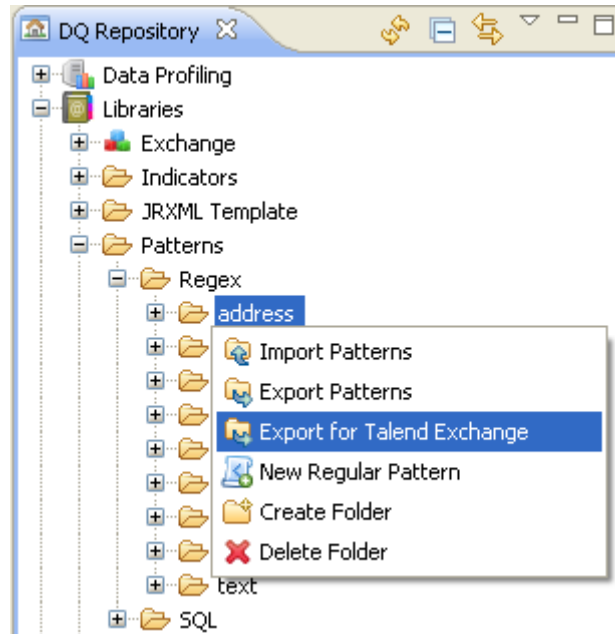 DQ Repository
Data Profiling
Libraries
Exchange
Indicators
JRXML Template
Patterns
Regex
address
Import Patterns
Export Patterns
Export for Talend Exchange
New Regular Pattern
Create Folder
Delete Folder
text
SQL